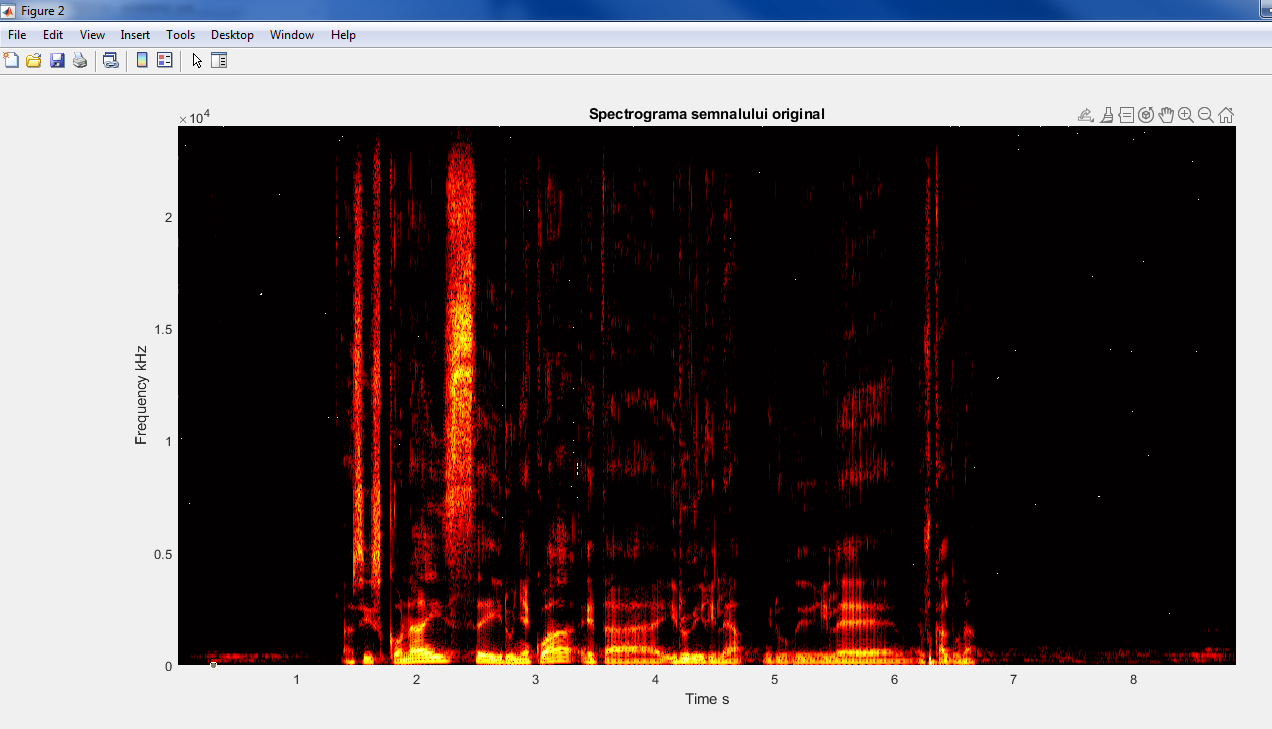 Figure 2
File Edit View Insert Tools Desktop Window Help
Spectrograma semnalului original
×10⁴
2
1.5
1
0.5
0
Frequency kHz
1 2 3 4 5 6 7 8
Time s